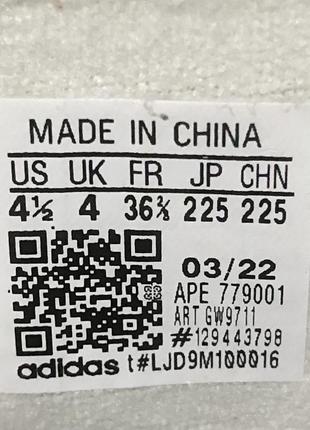 MADE IN CHINA
US UK FR JP CHN
4½ 4 36⅔ 225 225
03/22
APE 779001
ART GW9711
#129443798
adidas t#LJD9M100016